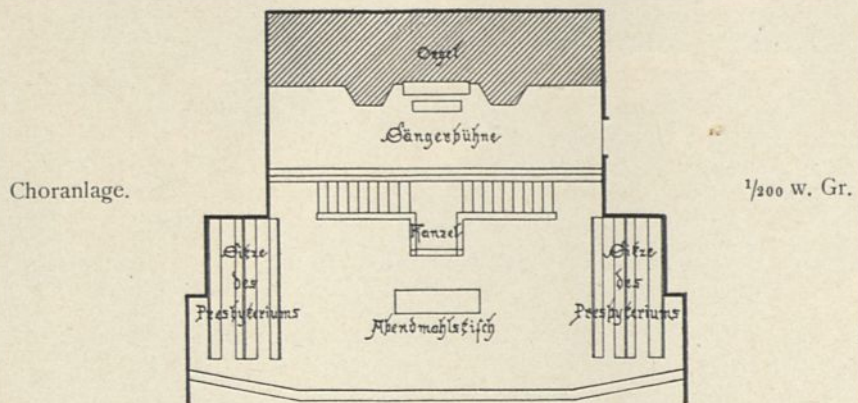 Orgel
Sängerbühne
Choranlage.
1/200 w. Gr.
Kanzel
Sitze
des
Presbyteriums
Sitze
des
Presbyteriums
Abendmahlstisch